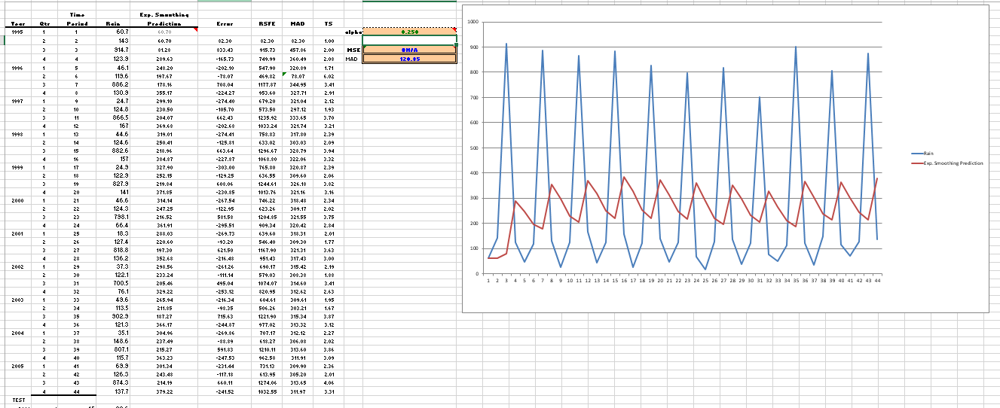 Time Exp. Smoothing
Year Qtr Period Rain Prediction Error RSFE MAD TS
1995 1 1 60.7 60.70 alpha 0.250
2 2 143 60.70 82.30 82.30 82.30 1.00
3 3 914.7 81.28 833.43 915.73 457.86 2.00 MSE #N/A
4 4 123.9 289.63 -165.73 749.99 360.49 2.08 MAD 120.85
1996 1 5 46.1 248.20 -202.10 547.90 320.89 1.71
2 6 119.6 197.67 -78.07 469.82 78.07 6.02
3 7 886.2 178.16 708.04 1177.87 344.95 3.41
4 8 130.9 355.17 -224.27 953.60 327.71 2.91
1997 1 9 24.7 299.10 -274.40 679.20 321.04 2.12
2 10 124.8 230.50 -105.70 573.50 297.12 1.93
3 11 866.5 204.07 662.43 1235.92 333.65 3.70
4 12 167 369.68 -202.68 1033.24 321.74 3.21
1998 1 13 44.6 319.01 -274.41 758.83 317.80 2.39
2 14 124.6 250.41 -125.81 633.02 303.03 2.09
3 15 882.6 218.96 663.64 1296.67 328.79 3.94
4 16 157 384.87 -227.87 1068.80 322.06 3.32
1999 1 17 24.9 327.90 -303.00 765.80 320.87 2.39
2 18 122.9 252.15 -129.25 636.55 309.60 2.06
3 19 827.9 219.84 608.06 1244.61 326.18 3.82
4 20 141 371.85 -230.85 1013.76 321.16 3.16
2000 1 21 46.6 314.14 -267.54 746.22 318.48 2.34
2 22 124.3 247.25 -122.95 623.26 309.17 2.02
3 23 798.1 216.52 581.58 1204.85 321.55 3.75
4 24 66.4 361.91 -295.51 909.34 320.42 2.84
2001 1 25 18.3 288.03 -269.73 639.60 318.31 2.01
2 26 127.4 220.60 -93.20 546.40 309.30 1.77
3 27 818.8 197.30 621.50 1167.90 321.31 3.63
4 28 136.2 352.68 -216.48 951.43 317.43 3.00
2002 1 29 37.3 298.56 -261.26 690.17 315.42 2.19
2 30 122.1 233.24 -111.14 579.03 308.38 1.88
3 31 700.5 205.46 495.04 1074.07 314.60 3.41
4 32 76.1 329.22 -253.12 820.95 312.62 2.63
2003 1 33 49.6 265.94 -216.34 604.61 309.61 1.95
2 34 113.5 211.85 -98.35 506.26 303.21 1.67
3 35 902.9 187.27 715.63 1221.90 315.34 3.87
4 36 121.3 366.17 -244.87 977.02 313.32 3.12
2004 1 37 35.1 304.96 -269.86 707.17 312.12 2.27
2 38 148.6 237.49 -88.89 618.27 306.08 2.02
3 39 807.1 215.27 591.83 1210.11 313.60 3.86
4 40 115.7 363.23 -247.53 962.58 311.91 3.09
2005 1 41 69.9 301.34 -231.44 731.13 309.90 2.36
2 42 126.3 243.48 -117.18 613.95 305.20 2.01
3 43 874.3 214.19 660.11 1274.06 313.65 4.06
4 44 137.7 379.22 -241.52 1032.55 311.97 3.31
TEST
1000
900
800
700
600
500
400
300
200
100
0
1 2 3 4 5 6 7 8 9 10 11 12 13 14 15 16 17 18 19 20 21 22 23 24 25 26 27 28 29 30 31 32 33 34 35 36 37 38 39 40 41 42 43 44
Rain
Exp. Smoothing Prediction